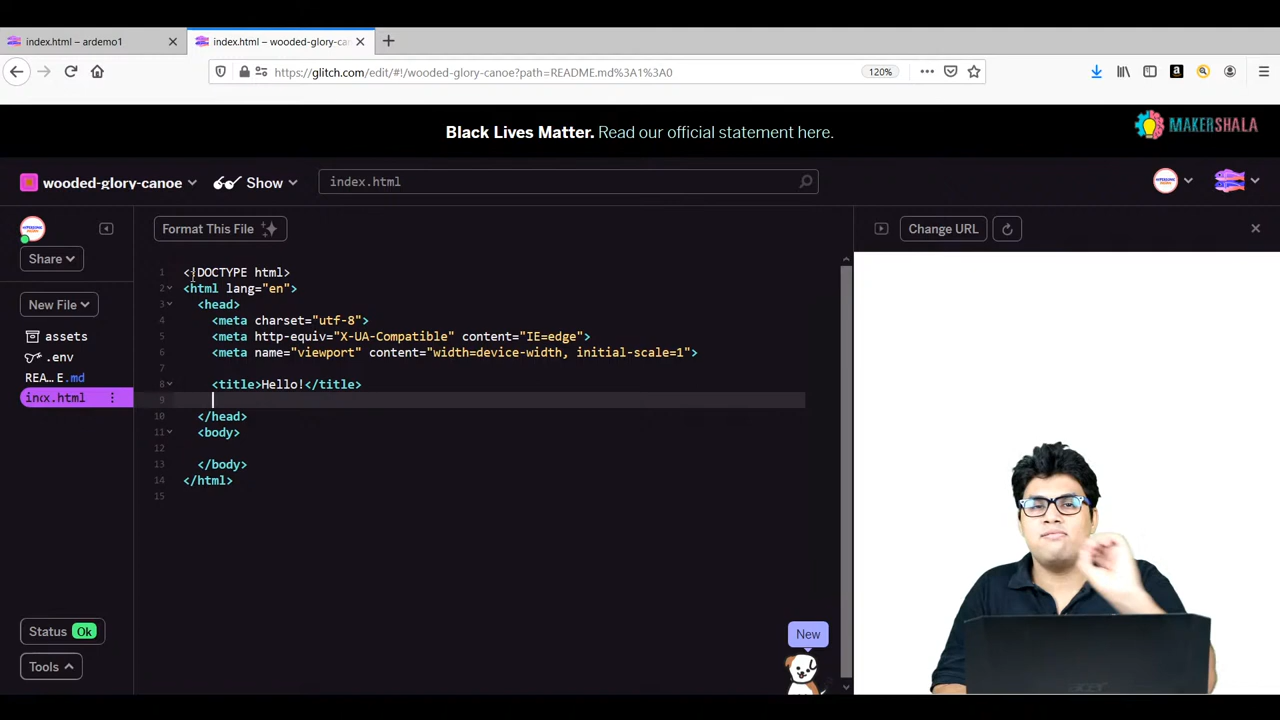 index.html – ardemo1
index.html – wooded-glory-ca
https://glitch.com/edit/#!/wooded-glory-canoe?path=README.md%3A1%3A0
120%
Black Lives Matter. Read our official statement here.
MAKERSHALA
wooded-glory-canoe
Show
index.html
Format This File
Change URL
Share
New File
assets
.env
REA…E.md
1 <!DOCTYPE html>
2 <html lang="en">
3 <head>
4 <meta charset="utf-8">
5 <meta http-equiv="X-UA-Compatible" content="IE=edge">
6 <meta name="viewport" content="width=device-width, initial-scale=1">
7
8 <title>Hello!</title>
9
10 </head>
11 <body>
12
13 </body>
14 </html>
15
Status Ok
Tools
New
acer